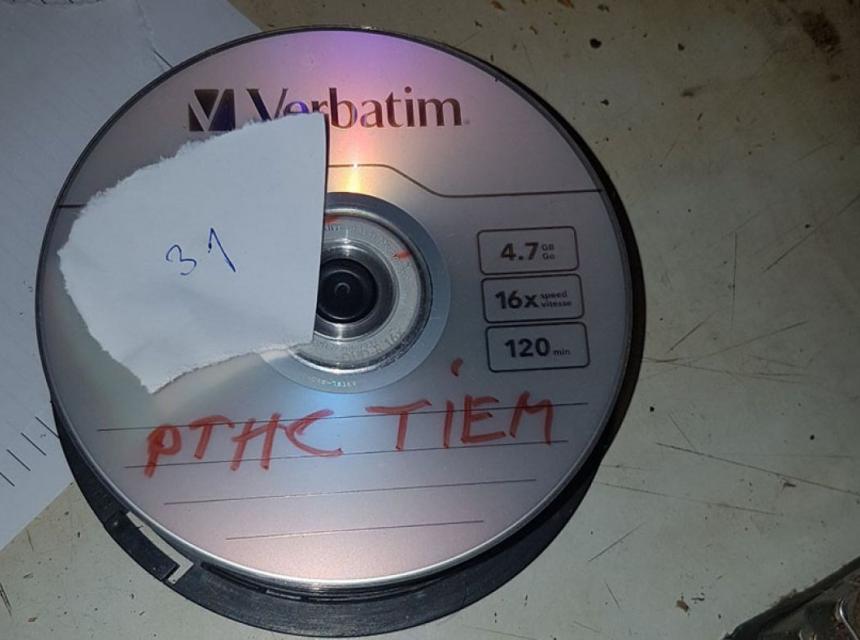 Verbatim
31
4.7 GB Go
16x speed vitesse
120 min
PTHC TIEM